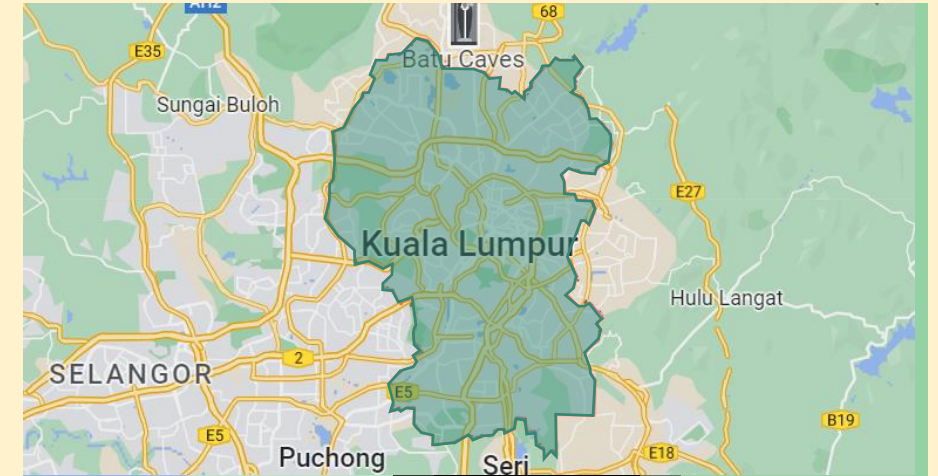 AH2
68
E35
Batu Caves
Sungai Buloh
E27
Kuala Lumpur
Hulu Langat
2
SELANGOR
E5
B19
E5
E18
Puchong
Seri